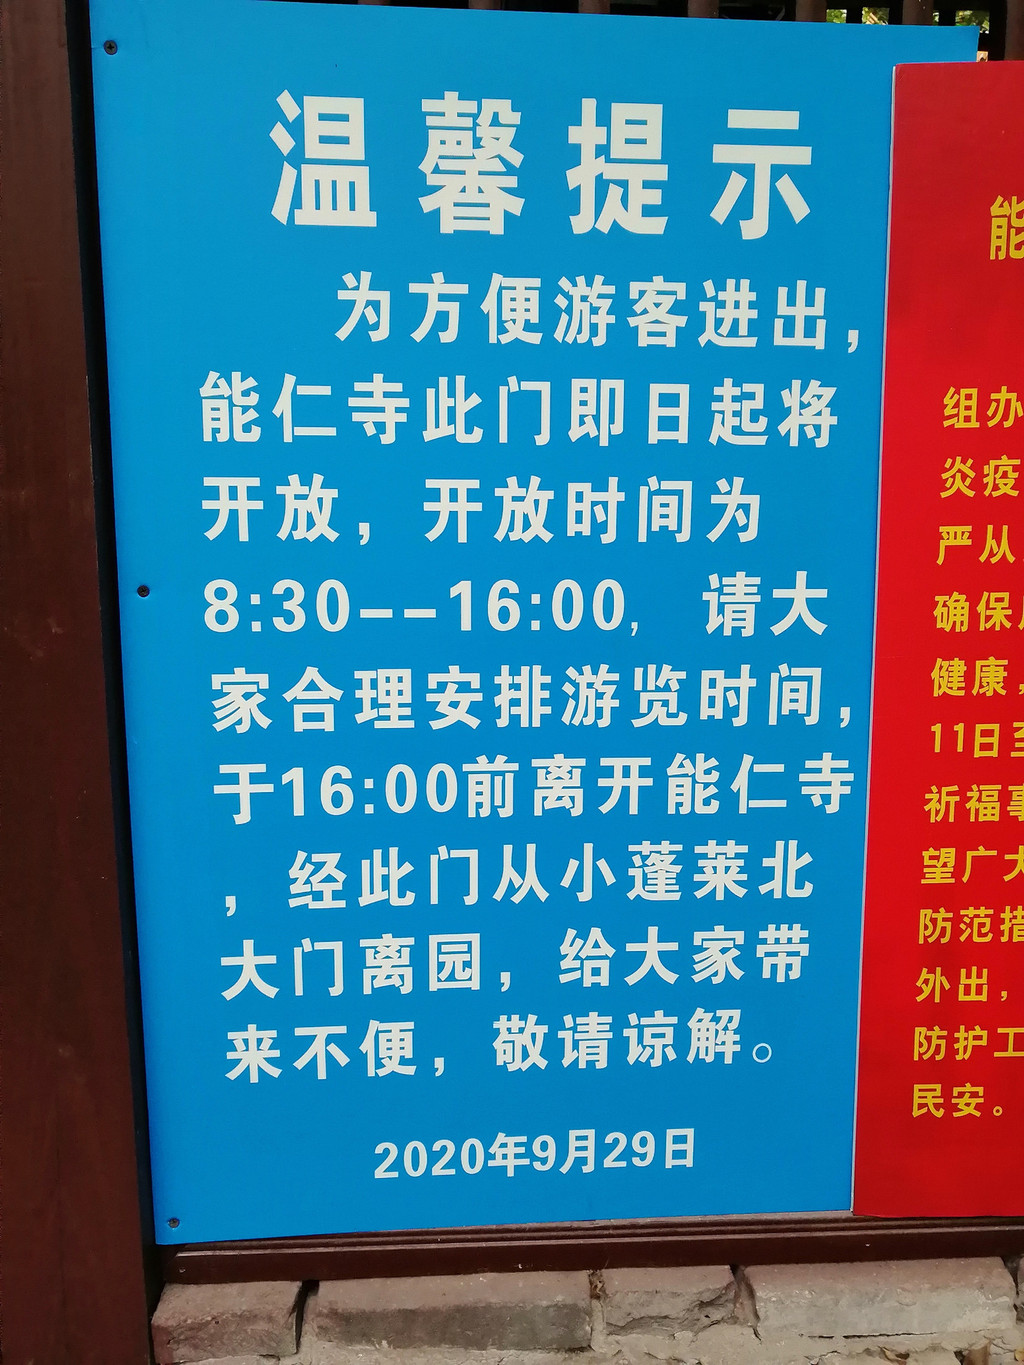 温馨提示
为方便游客进出，
能仁寺此门即日起将
开放，开放时间为
8:30--16:00，请大
家合理安排游览时间，
于16:00前离开能仁寺
，经此门从小蓬莱北
大门离园，给大家带
来不便，敬请谅解。
2020年9月29日
能
组办
炎疫
严从
确保
健康，
11日至
祈福事
望广大
防范措
外出，
防护工
民安。